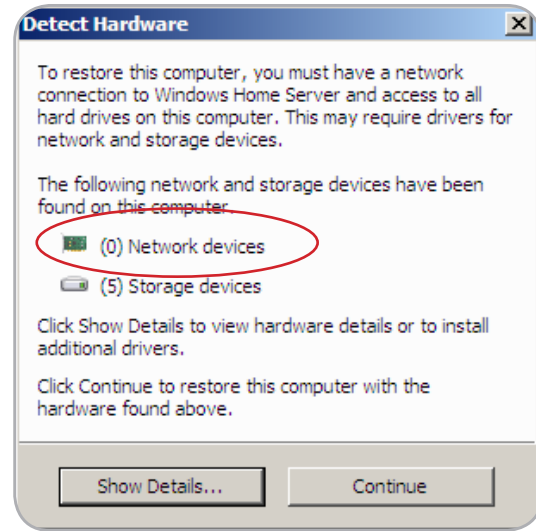 Detect Hardware
To restore this computer, you must have a network
connection to Windows Home Server and access to all
hard drives on this computer. This may require drivers for
network and storage devices.
The following network and storage devices have been
found on this computer.
(0) Network devices
(5) Storage devices
Click Show Details to view hardware details or to install
additional drivers.
Click Continue to restore this computer with the
hardware found above.
Show Details... Continue